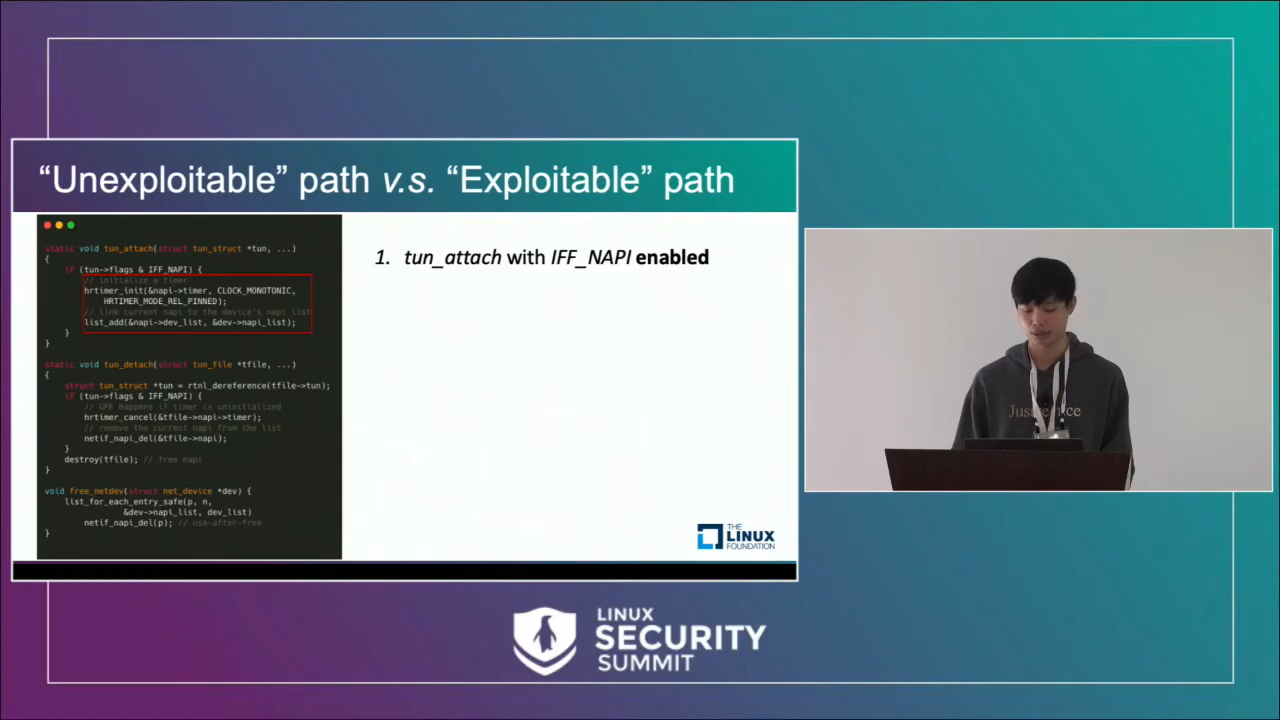 “Unexploitable” path v.s. “Exploitable” path
static void tun_attach(struct tun_struct *tun, ...)
{
if (tun->flags & IFF_NAPI) {
// initialize a timer
hrtimer_init(&napi->timer, CLOCK_MONOTONIC,
HRTIMER_MODE_REL_PINNED);
// link current napi to the device's napi list
list_add(&napi->dev_list, &dev->napi_list);
}
}
static void tun_detach(struct tun_file *tfile, ...)
{
struct tun_struct *tun = rtnl_dereference(tfile->tun);
if (tun->flags & IFF_NAPI) {
// GPF happens if timer is uninitialized
hrtimer_cancel(&tfile->napi->timer);
// remove the current napi from the list
netif_napi_del(&tfile->napi);
}
destroy(tfile); // free napi
}
void free_netdev(struct net_device *dev) {
list_for_each_entry_safe(p, n,
&dev->napi_list, dev_list)
netif_napi_del(p); // use-after-free
}
1. tun_attach with IFF_NAPI enabled
THE
LINUX
FOUNDATION
LINUX
SECURITY
SUMMIT